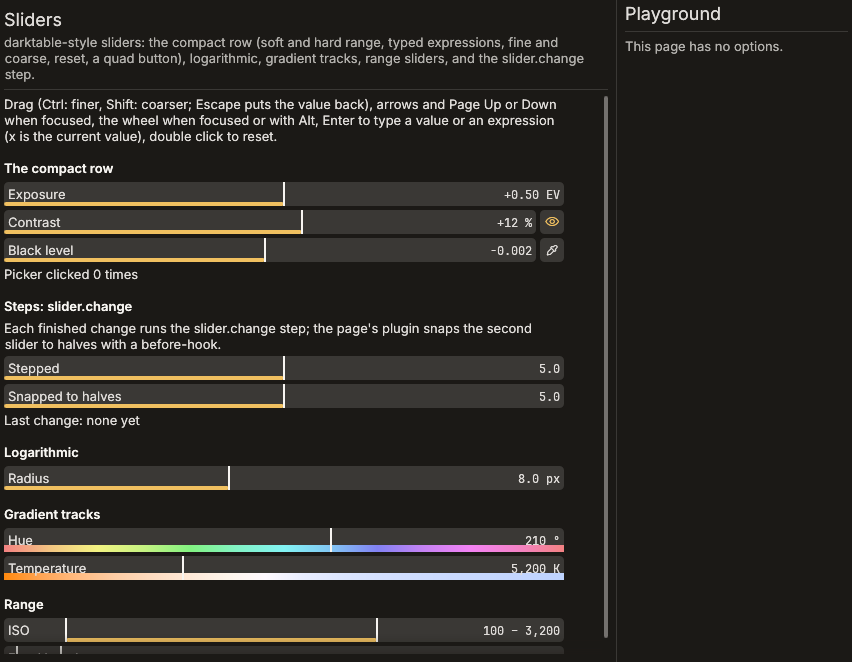 Sliders
darktable-style sliders: the compact row (soft and hard range, typed expressions, fine and
coarse, reset, a quad button), logarithmic, gradient tracks, range sliders, and the slider.change
step.
Drag (Ctrl: finer, Shift: coarser; Escape puts the value back), arrows and Page Up or Down
when focused, the wheel when focused or with Alt, Enter to type a value or an expression
(x is the current value), double click to reset.
The compact row
Exposure +0.50 EV
Contrast +12 %
Black level -0.002
Picker clicked 0 times
Steps: slider.change
Each finished change runs the slider.change step; the page's plugin snaps the second
slider to halves with a before-hook.
Stepped 5.0
Snapped to halves 5.0
Last change: none yet
Logarithmic
Radius 8.0 px
Gradient tracks
Hue 210 °
Temperature 5,200 K
Range
ISO 100 – 3,200
Playground
This page has no options.